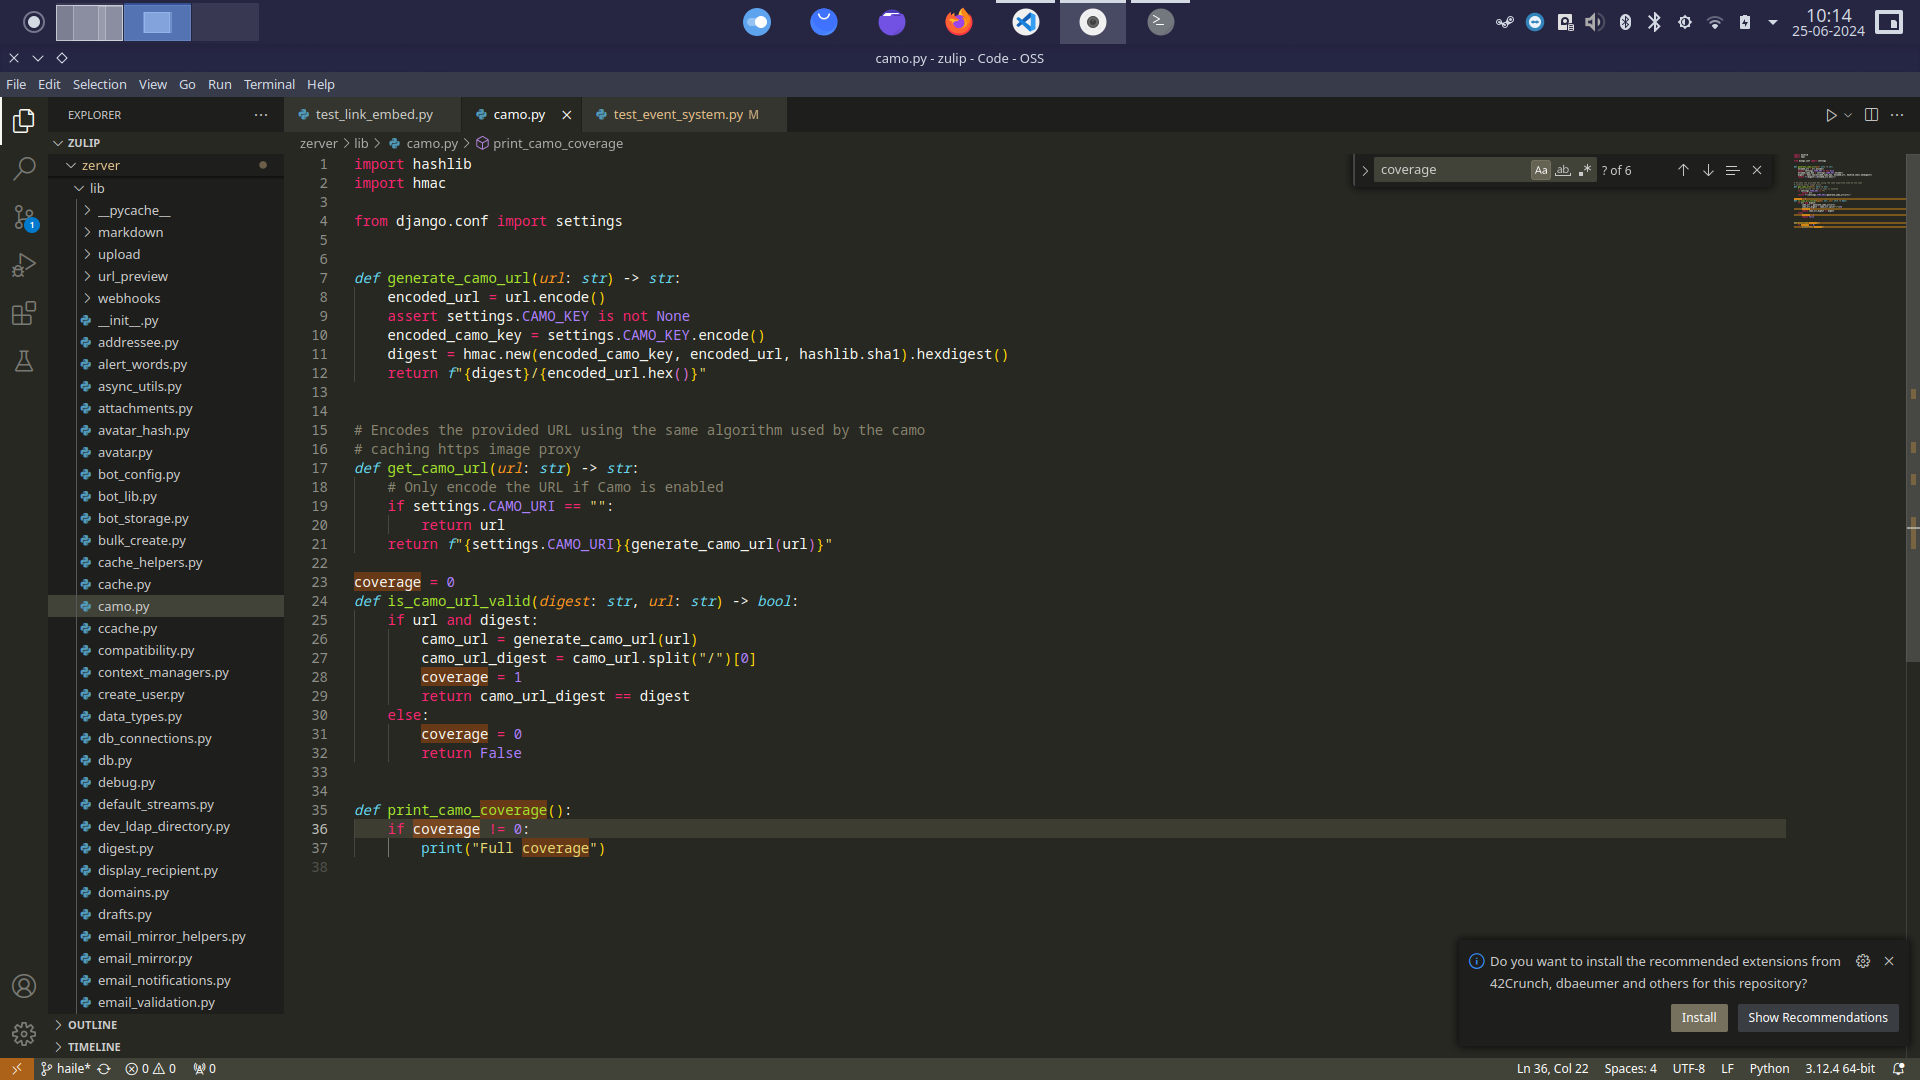 10:14
25-06-2024
camo.py - zulip - Code - OSS
File Edit Selection View Go Run Terminal Help
EXPLORER
test_link_embed.py
camo.py
test_event_system.py M
ZULIP
zerver
lib
__pycache__
markdown
upload
url_preview
webhooks
__init__.py
addressee.py
alert_words.py
async_utils.py
attachments.py
avatar_hash.py
avatar.py
bot_config.py
bot_lib.py
bot_storage.py
bulk_create.py
cache_helpers.py
cache.py
camo.py
ccache.py
compatibility.py
context_managers.py
create_user.py
data_types.py
db_connections.py
db.py
debug.py
default_streams.py
dev_ldap_directory.py
digest.py
display_recipient.py
domains.py
drafts.py
email_mirror_helpers.py
email_mirror.py
email_notifications.py
email_validation.py
OUTLINE
TIMELINE
1
zerver > lib > camo.py > print_camo_coverage
coverage Aa ab .* ? of 6
1 import hashlib
2 import hmac
3
4 from django.conf import settings
5
6
7 def generate_camo_url(url: str) -> str:
8     encoded_url = url.encode()
9     assert settings.CAMO_KEY is not None
10     encoded_camo_key = settings.CAMO_KEY.encode()
11     digest = hmac.new(encoded_camo_key, encoded_url, hashlib.sha1).hexdigest()
12     return f"{digest}/{encoded_url.hex()}"
13
14
15 # Encodes the provided URL using the same algorithm used by the camo
16 # caching https image proxy
17 def get_camo_url(url: str) -> str:
18     # Only encode the URL if Camo is enabled
19     if settings.CAMO_URI == "":
20         return url
21     return f"{settings.CAMO_URI}{generate_camo_url(url)}"
22
23 coverage = 0
24 def is_camo_url_valid(digest: str, url: str) -> bool:
25     if url and digest:
26         camo_url = generate_camo_url(url)
27         camo_url_digest = camo_url.split("/")[0]
28         coverage = 1
29         return camo_url_digest == digest
30     else:
31         coverage = 0
32         return False
33
34
35 def print_camo_coverage():
36     if coverage != 0:
37         print("Full coverage")
38
Do you want to install the recommended extensions from
42Crunch, dbaeumer and others for this repository?
Install
Show Recommendations
haile* 0 0 0
Ln 36, Col 22 Spaces: 4 UTF-8 LF Python 3.12.4 64-bit